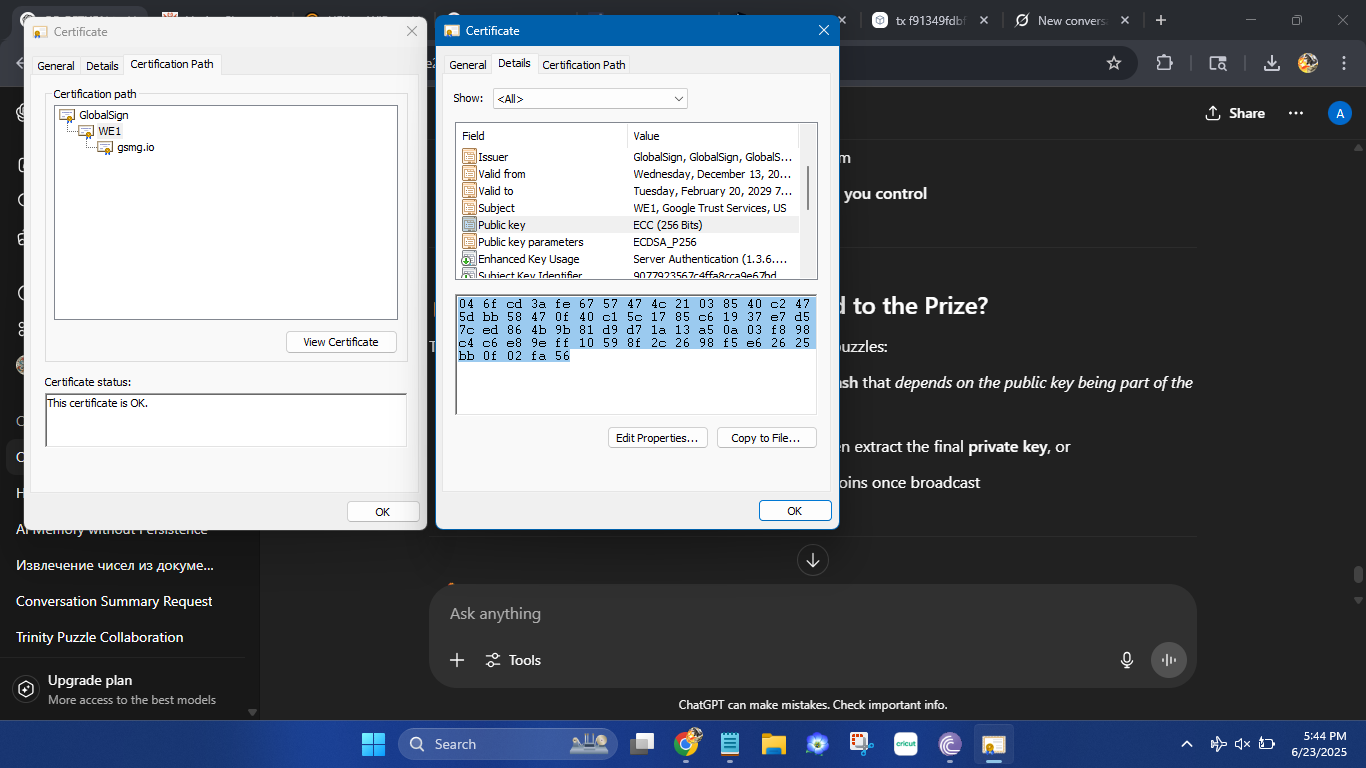 tx f91349fdbf
New convers
Certificate
General
Details
Certification Path
Certification path
GlobalSign
WE1
gsmg.io
View Certificate
Certificate status:
This certificate is OK.
OK
Certificate
General
Details
Certification Path
Show:
<All>
Field
Value
Issuer
GlobalSign, GlobalSign, GlobalS...
Valid from
Wednesday, December 13, 20...
Valid to
Tuesday, February 20, 2029 7...
Subject
WE1, Google Trust Services, US
Public key
ECC (256 Bits)
Public key parameters
ECDSA_P256
Enhanced Key Usage
Server Authentication (1.3.6....
Subject Key Identifier
9077923567c4ffa8cca9e67bd
04 6f cd 3a fe 67 57 47 4c 21 03 85 40 c2 47
5d bb 58 47 0f 40 c1 5c 17 85 c6 19 37 e7 d5
7c ed 86 4b 9b 81 d9 d7 1a 13 a5 0a 03 f8 98
c4 c6 e8 9e ff 10 59 8f 2c 26 98 f5 e6 26 25
bb 0f 02 fa 56
Edit Properties...
Copy to File...
OK
Share
A
you control
d to the Prize?
uzzles:
sh that depends on the public key being part of the
en extract the final private key, or
oins once broadcast
AI Memory without Persistence
Извлечение чисел из докуме...
Conversation Summary Request
Trinity Puzzle Collaboration
Upgrade plan
More access to the best models
Ask anything
Tools
ChatGPT can make mistakes. Check important info.
Search
cricut
5:44 PM
6/23/2025